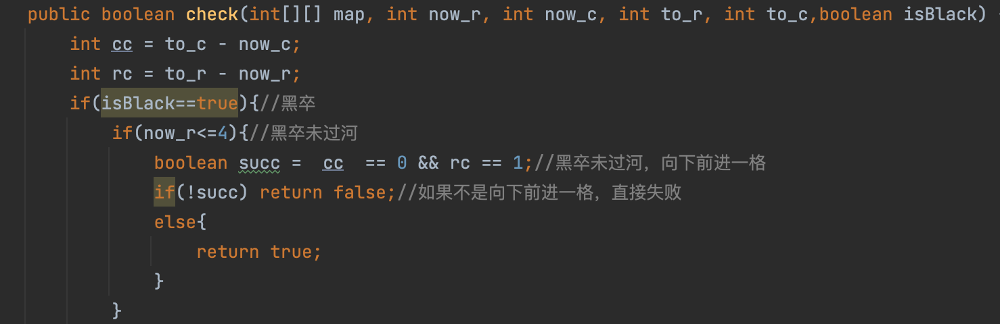 public boolean check(int[][] map, int now_r, int now_c, int to_r, int to_c,boolean isBlack)
int cc = to_c - now_c;
int rc = to_r - now_r;
if(isBlack==true){//黑卒
if(now_r<=4){//黑卒未过河
boolean succ =  cc  == 0 && rc == 1;//黑卒未过河，向下前进一格
if(!succ) return false;//如果不是向下前进一格，直接失败
else{
return true;
}
}